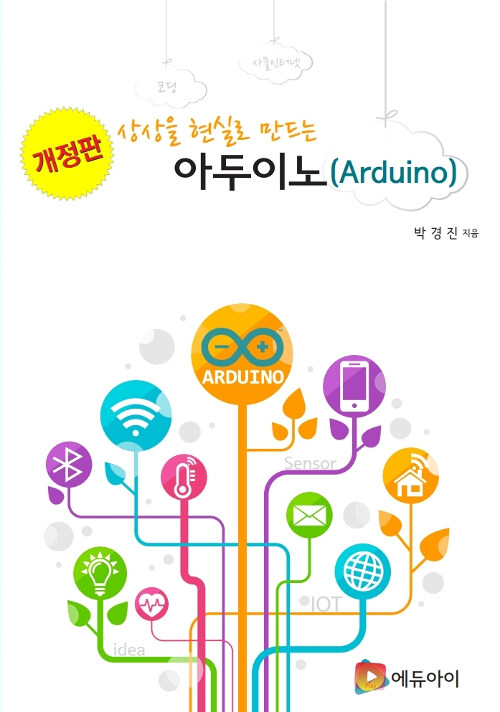 사물인터넷
코딩
개정판
상상을 현실로 만드는
아두이노(Arduino)
박경진 지음
ARDUINO
Sensor
IOT
idea
에듀아이